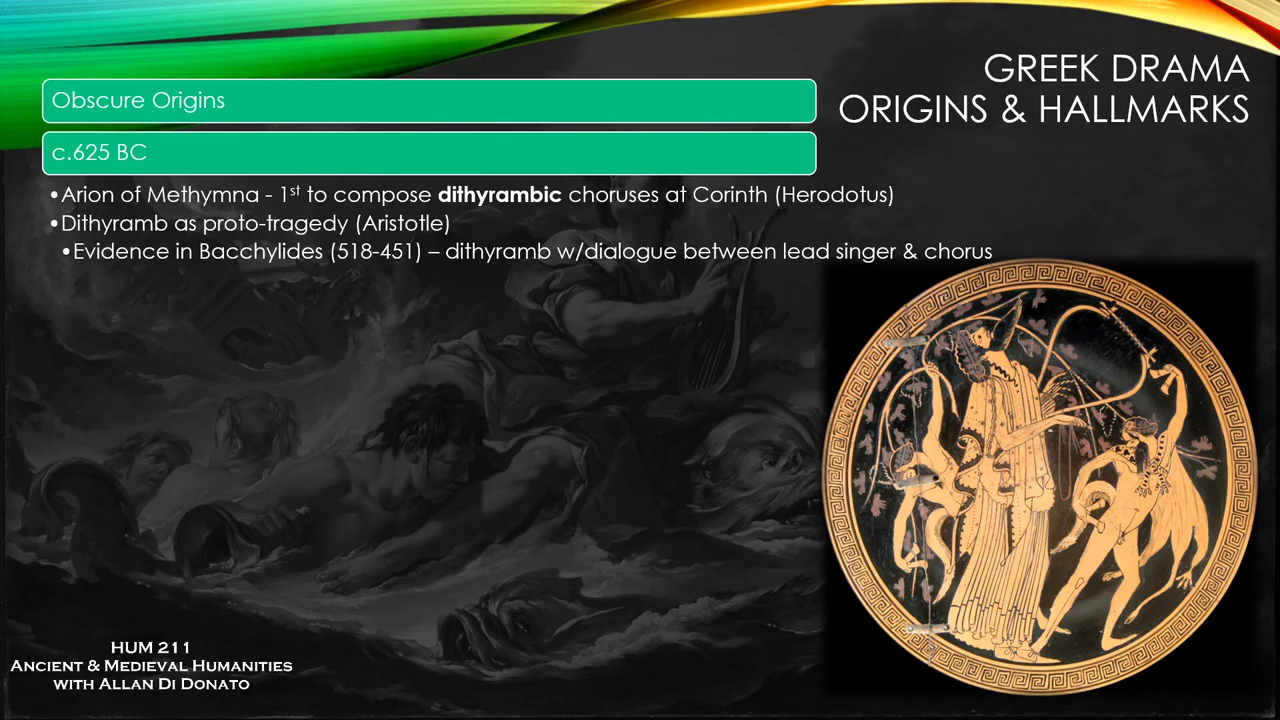 GREEK DRAMA
ORIGINS & HALLMARKS
Obscure Origins
c.625 BC
•Arion of Methymna - 1st to compose dithyrambic choruses at Corinth (Herodotus)
•Dithyramb as proto-tragedy (Aristotle)
•Evidence in Bacchylides (518-451) – dithyramb w/dialogue between lead singer & chorus
HUM 211
ANCIENT & MEDIEVAL HUMANITIES
WITH ALLAN DI DONATO